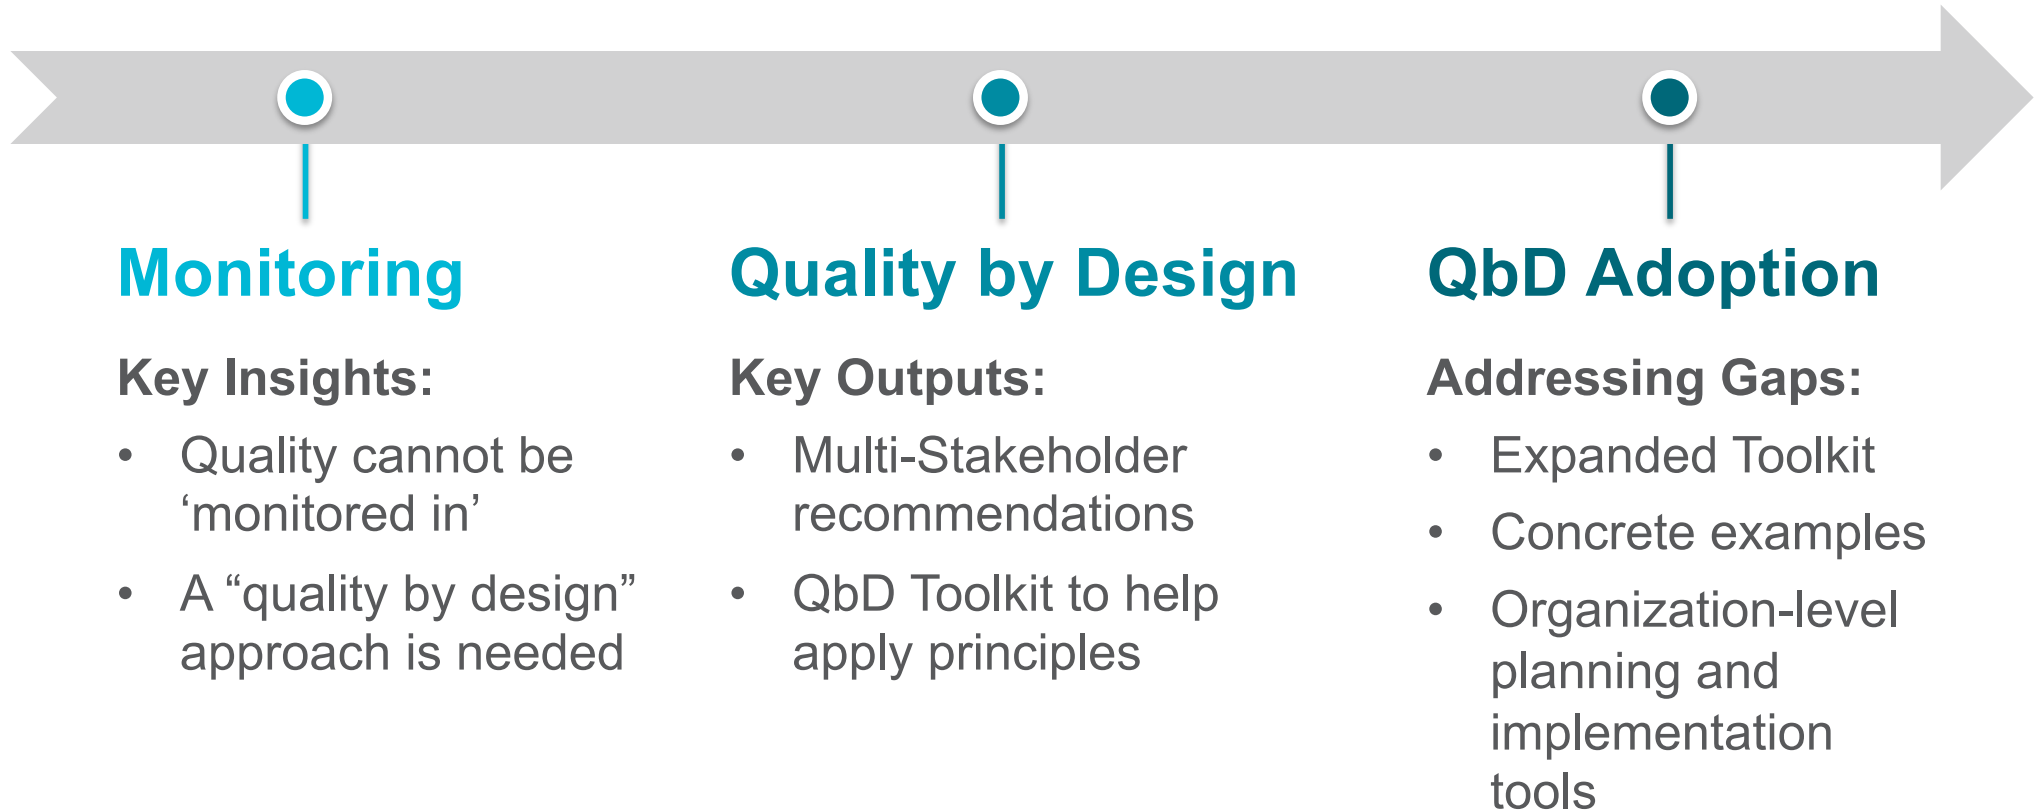 Monitoring
Key Insights:
• Quality cannot be
‘monitored in’
• A “quality by design”
approach is needed
Quality by Design
Key Outputs:
• Multi-Stakeholder
recommendations
• QbD Toolkit to help
apply principles
QbD Adoption
Addressing Gaps:
• Expanded Toolkit
• Concrete examples
• Organization-level
planning and
implementation
tools